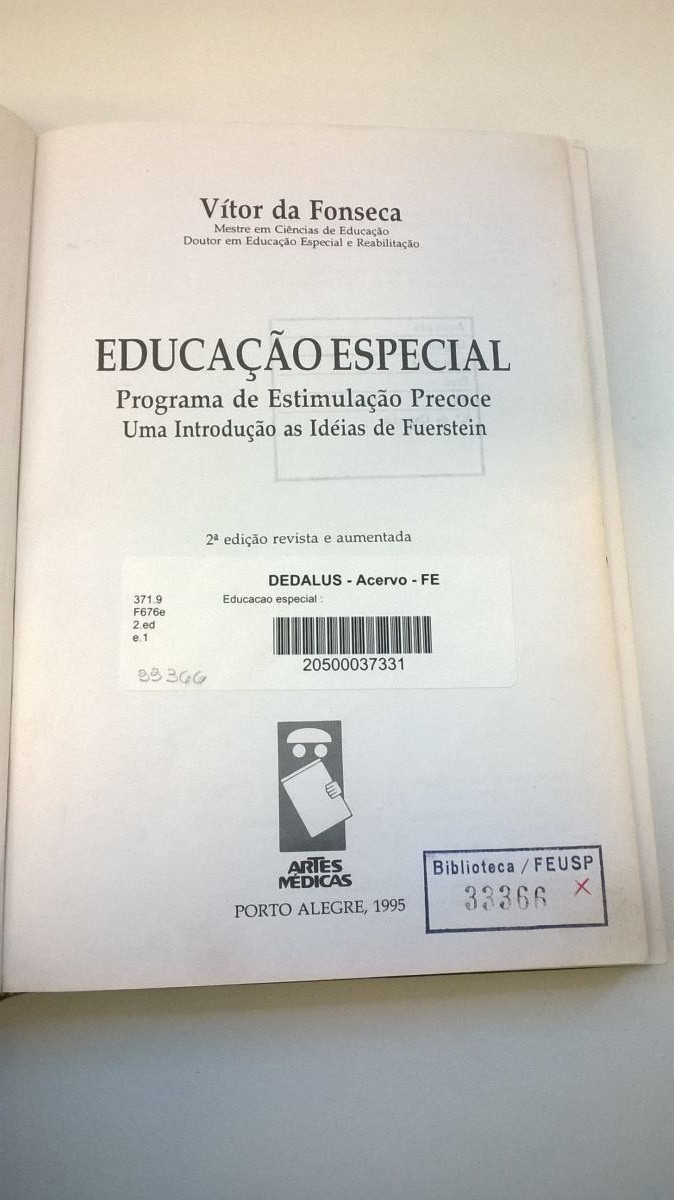 Vítor da Fonseca
Mestre em Ciências de Educação
Doutor em Educação Especial e Reabilitação
EDUCAÇÃO ESPECIAL
Programa de Estimulação Precoce
Uma Introdução as Idéias de Fuerstein
2ª edição revista e aumentada
DEDALUS - Acervo - FE
371.9
F676e
2.ed
e.1
Educacao especial :
20500037331
33366
ARTES
MÉDICAS
PORTO ALEGRE, 1995
Biblioteca / FEUSP
33366 X